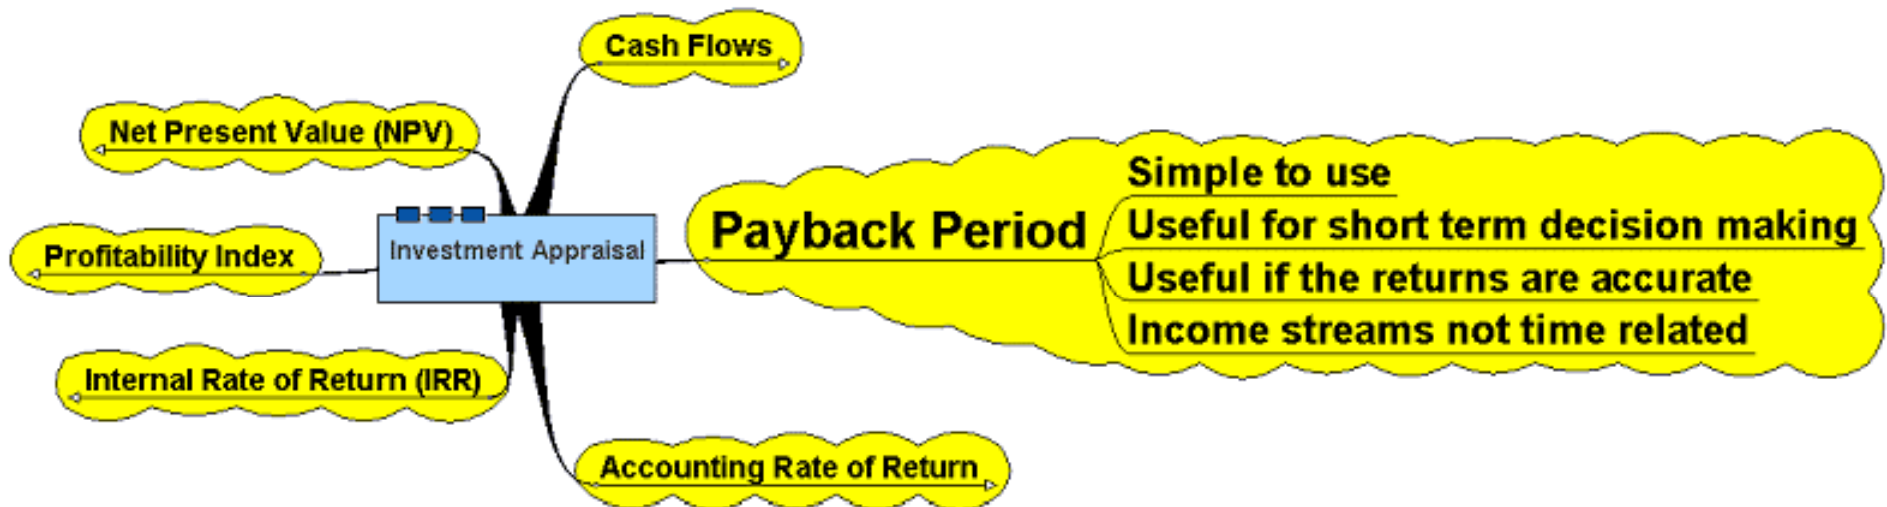 Cash Flows
Net Present Value (NPV)
Simple to use
Payback Period
Useful for short term decision making
Investment Appraisal
Profitability Index
Useful if the returns are accurate
Income streams not time related
Internal Rate of Return (IRR)
Accounting Rate of Return